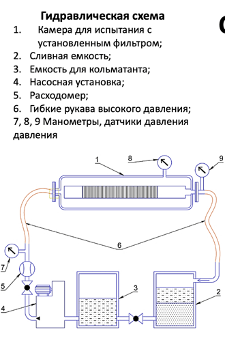 Гидравлическая схема
1. Камера для испытания с
установленным фильтром;
2. Сливная емкость;
3. Емкость для кольматанта;
4. Насосная установка;
5. Расходомер;
6. Гибкие рукава высокого давления;
7, 8, 9 Манометры, датчики давления
давления
1
8
9
6
7
5
4
3
2